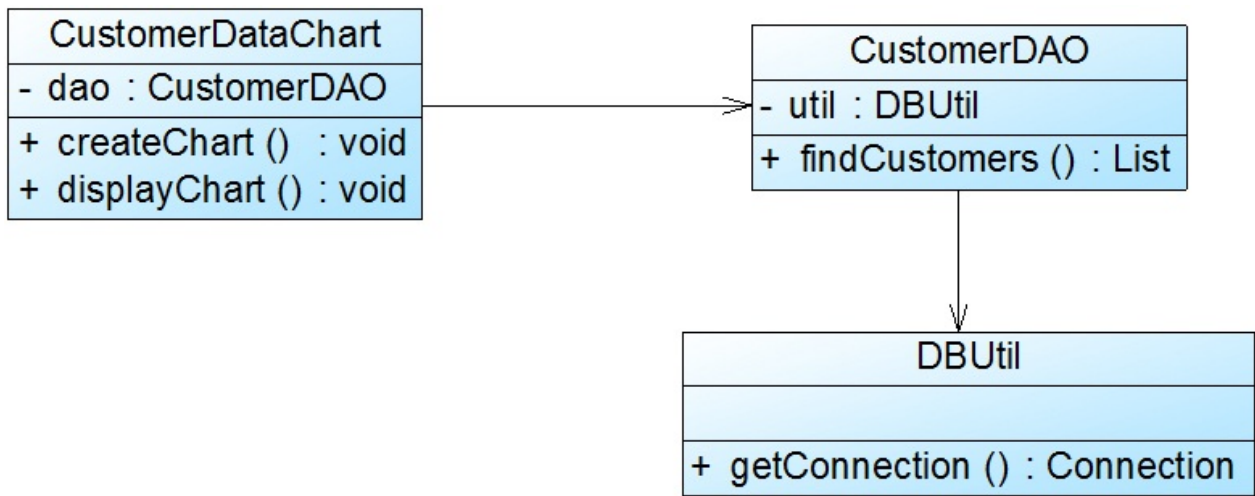 CustomerDataChart
- dao : CustomerDAO
+ createChart () : void
+ displayChart () : void
CustomerDAO
- util : DBUtil
+ findCustomers () : List
DBUtil
+ getConnection () : Connection